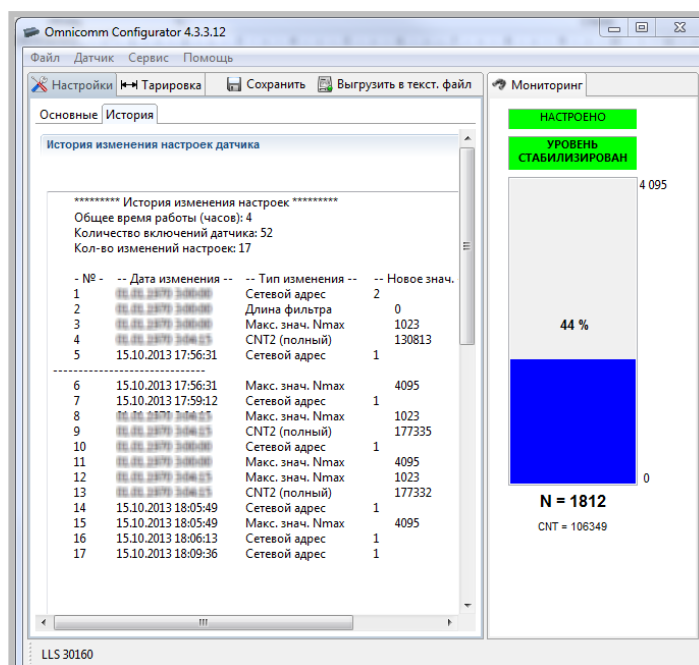 Omnicomm Configurator 4.3.3.12
Файл Датчик Сервис Помощь
Настройки Тарировка Сохранить Выгрузить в текст. файл
Мониторинг
Основные История
История изменения настроек датчика
********* История изменения настроек *********
Общее время работы (часов): 4
Количество включений датчика: 52
Кол-во изменений настроек: 17
- № - -- Дата изменения -- -- Тип изменения -- -- Новое знач.
1 Сетевой адрес 2
2 Длина фильтра 0
3 Макс. знач. Nmax 1023
4 CNT2 (полный) 130813
5 15.10.2013 17:56:31 Сетевой адрес 1
------------------------------
6 15.10.2013 17:56:31 Макс. знач. Nmax 4095
7 15.10.2013 17:59:12 Сетевой адрес 1
8 Макс. знач. Nmax 1023
9 CNT2 (полный) 177335
10 Сетевой адрес 1
11 Макс. знач. Nmax 4095
12 Макс. знач. Nmax 1023
13 CNT2 (полный) 177332
14 15.10.2013 18:05:49 Сетевой адрес 1
15 15.10.2013 18:05:49 Макс. знач. Nmax 4095
16 15.10.2013 18:06:13 Сетевой адрес 1
17 15.10.2013 18:09:36 Сетевой адрес 1
НАСТРОЕНО
УРОВЕНЬ
СТАБИЛИЗИРОВАН
4 095
44 %
0
N = 1812
CNT = 106349
LLS 30160